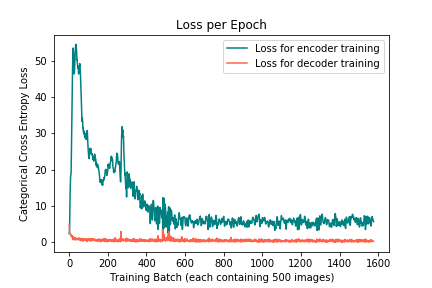 Loss per Epoch
Loss for encoder training
Loss for decoder training
Categorical Cross Entropy Loss
50
40
30
20
10
0
0 200 400 600 800 1000 1200 1400 1600
Training Batch (each containing 500 images)